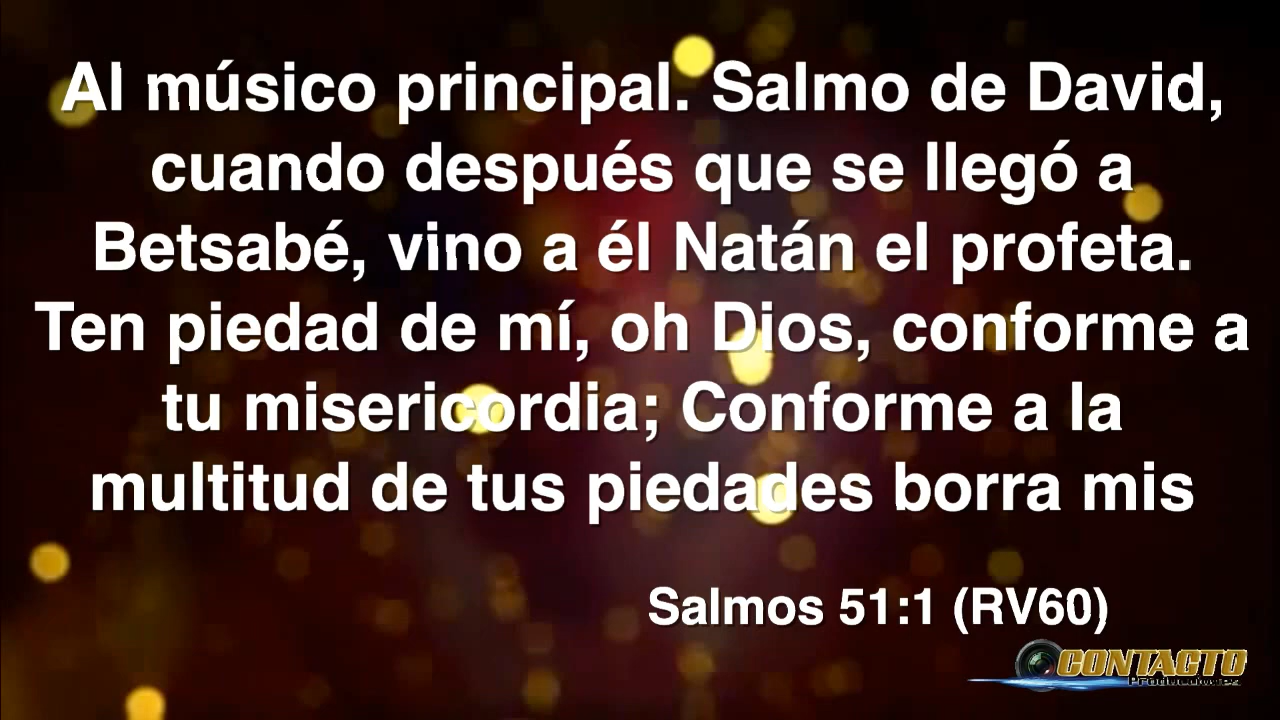 Al músico principal. Salmo de David,
cuando después que se llegó a
Betsabé, vino a él Natán el profeta.
Ten piedad de mí, oh Dios, conforme a
tu misericordia; Conforme a la
multitud de tus piedades borra mis
Salmos 51:1 (RV60)
CONTACTO
Producciones